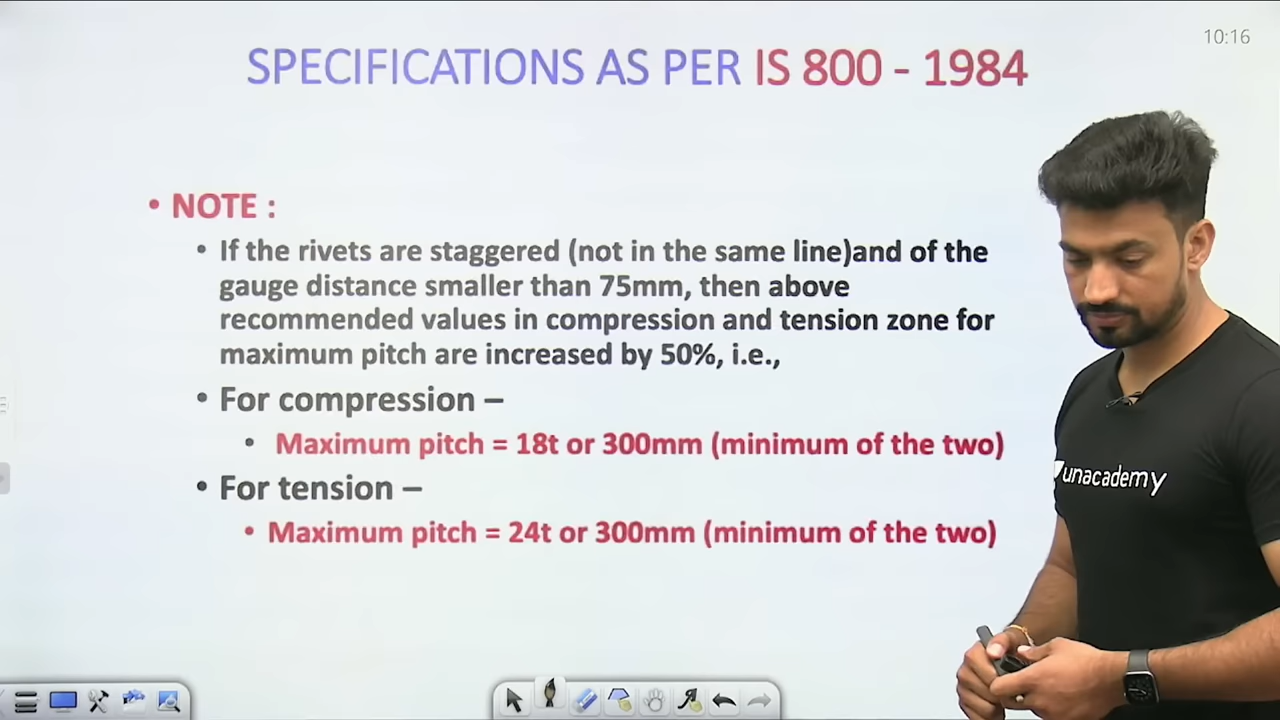 10:16
SPECIFICATIONS AS PER IS 800 - 1984
• NOTE :
• If the rivets are staggered (not in the same line)and of the
gauge distance smaller than 75mm, then above
recommended values in compression and tension zone for
maximum pitch are increased by 50%, i.e.,
• For compression –
• Maximum pitch = 18t or 300mm (minimum of the two)
• For tension –
• Maximum pitch = 24t or 300mm (minimum of the two)
unacademy